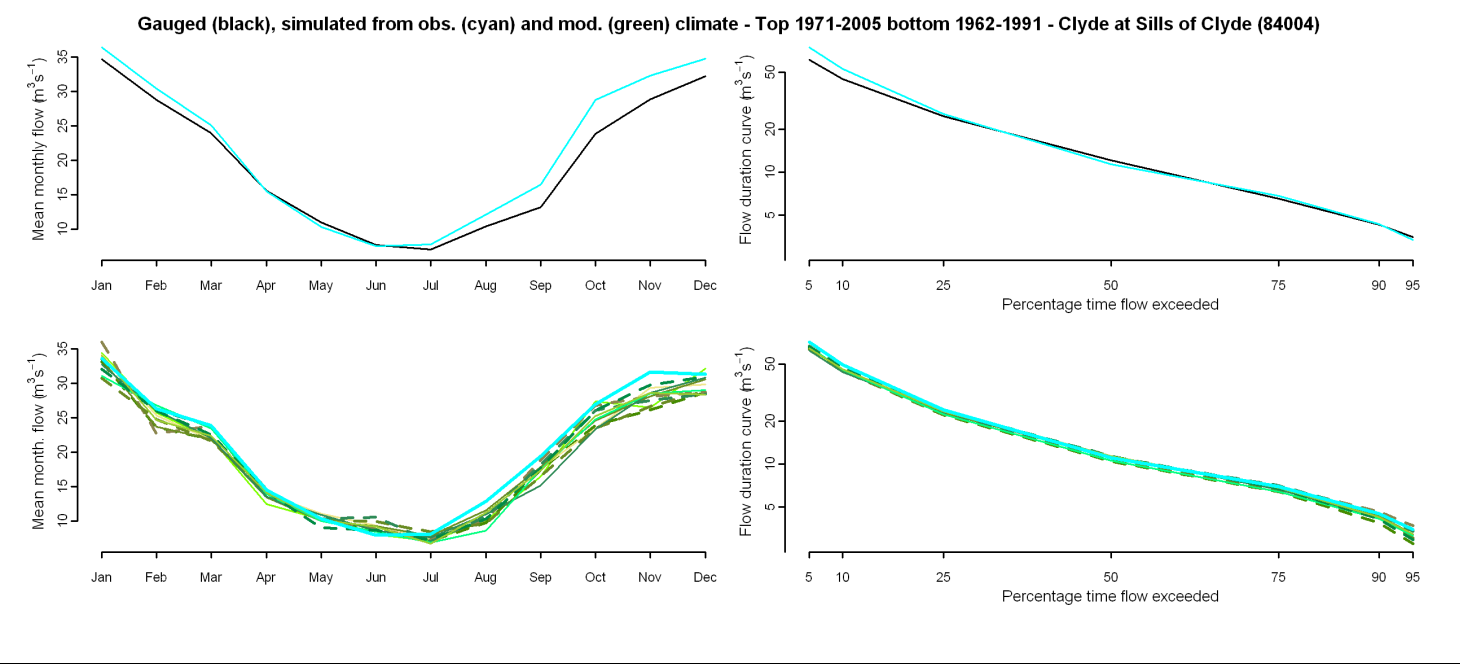 Gauged (black), simulated from obs. (cyan) and mod. (green) climate - Top 1971-2005 bottom 1962-1991 - Clyde at Sills of Clyde (84004)
Mean monthly flow (m³s⁻¹)
35
30
25
20
15
10
Jan Feb Mar Apr May Jun Jul Aug Sep Oct Nov Dec
Flow duration curve (m³s⁻¹)
50
20
10
5
5 10 25 50 75 90 95
Percentage time flow exceeded
Mean month. flow (m³s⁻¹)
35
30
25
20
15
10
Jan Feb Mar Apr May Jun Jul Aug Sep Oct Nov Dec
Flow duration curve (m³s⁻¹)
50
20
10
5
5 10 25 50 75 90 95
Percentage time flow exceeded